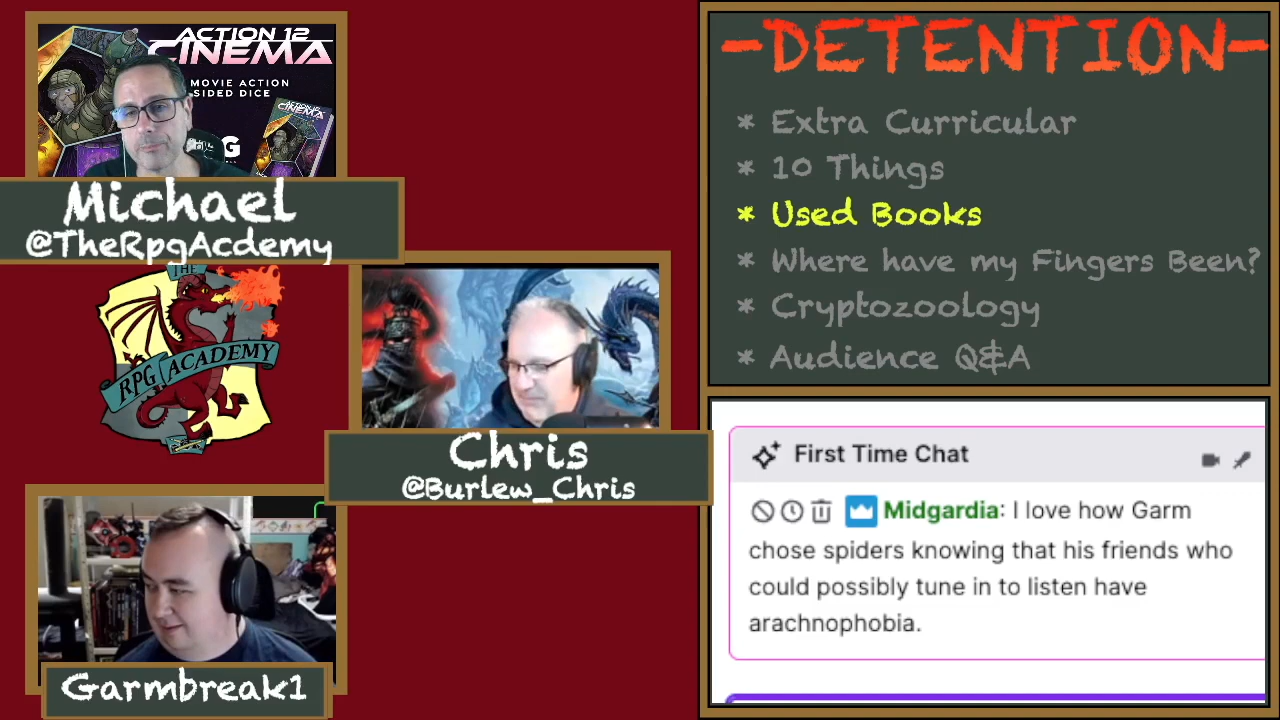 ACTION 12
CINEMA
MOVIE ACTION
SIDED DICE
Michael
@TheRpgAcdemy
THE
RPG ACADEMY
Chris
@Burlew_Chris
Garmbreak1
-DETENTION-
* Extra Curricular
* 10 Things
* Used Books
* Where have my Fingers Been?
* Cryptozoology
* Audience Q&A
First Time Chat
Midgardia: I love how Garm
chose spiders knowing that his friends who
could possibly tune in to listen have
arachnophobia.